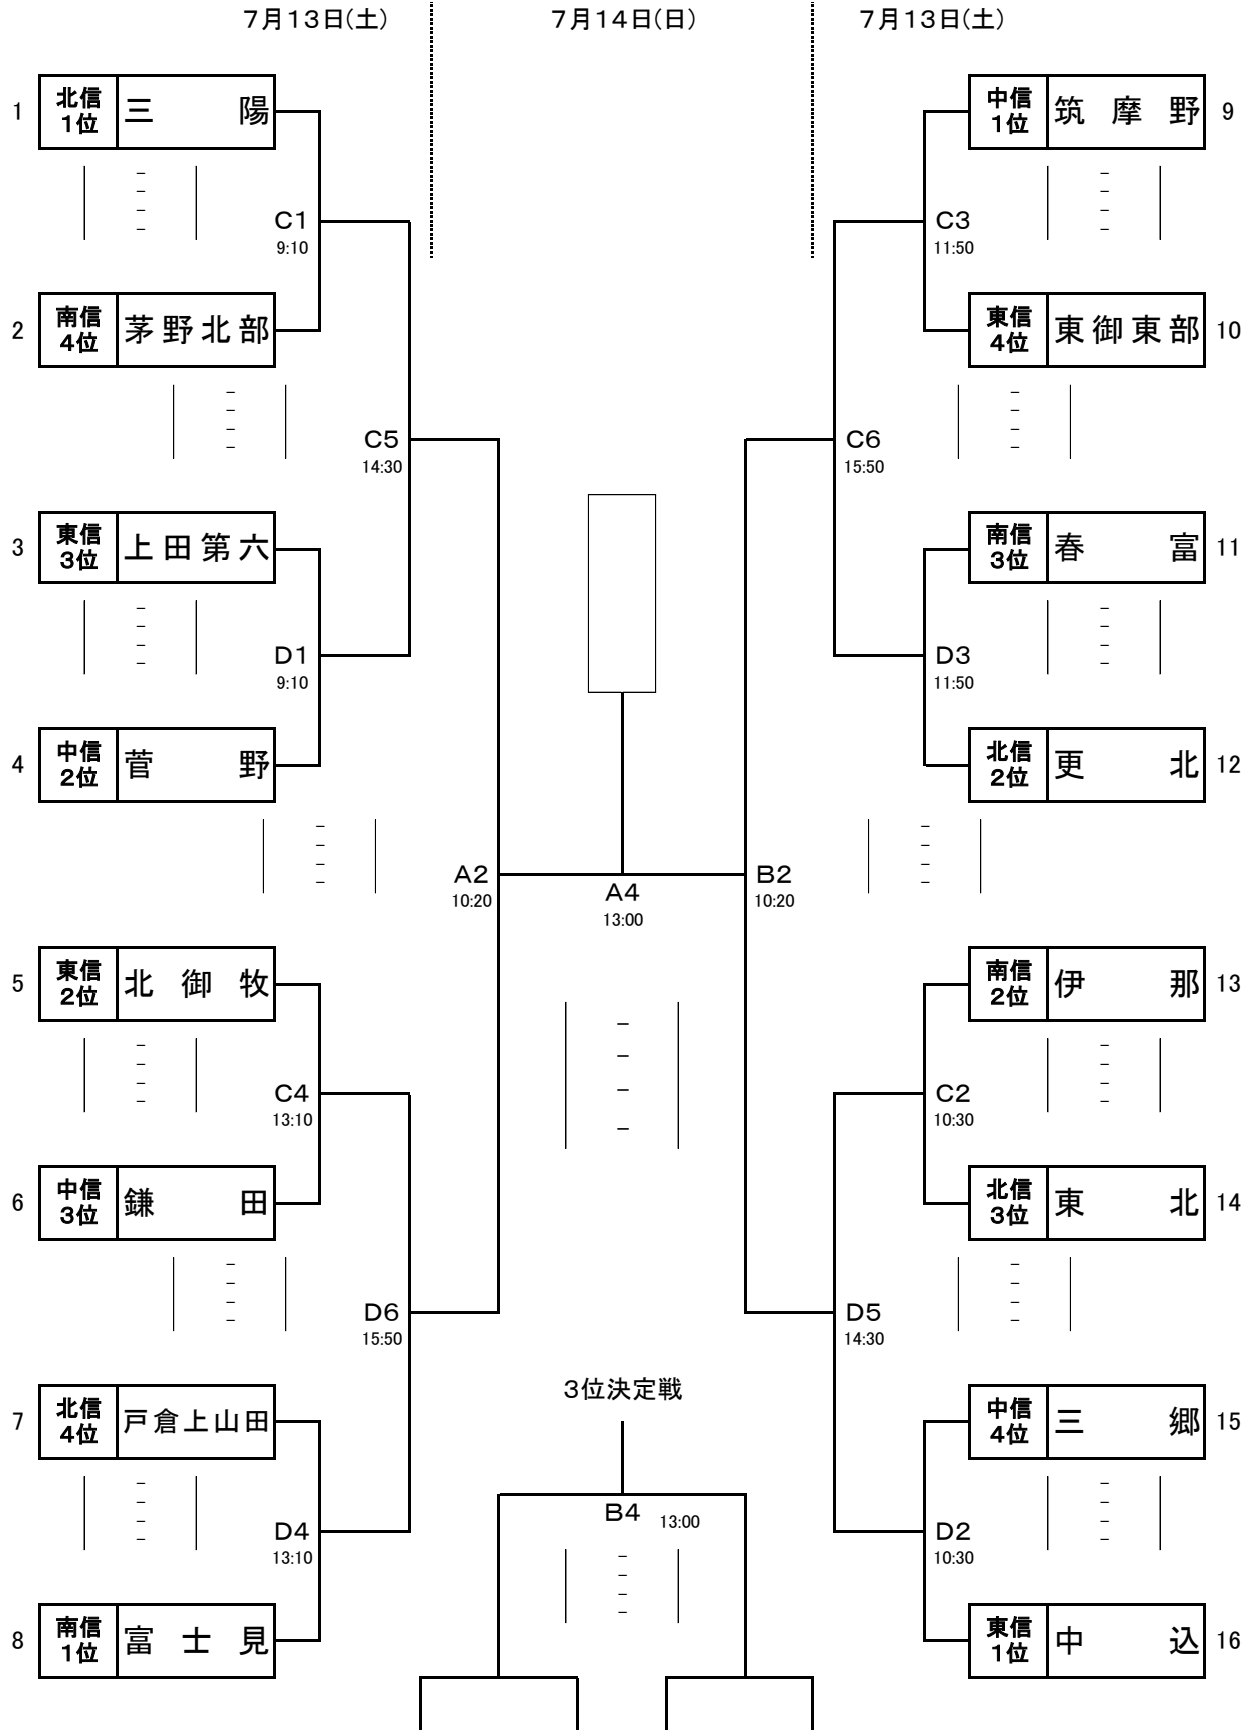 7月13日(土)
7月14日(日)
7月13日(土)
1 北信1位 三陽
C1
9:10
2 南信4位 茅野北部
C5
14:30
3 東信3位 上田第六
D1
9:10
4 中信2位 菅野
A2
10:20
5 東信2位 北御牧
C4
13:10
6 中信3位 鎌田
D6
15:50
7 北信4位 戸倉上山田
D4
13:10
8 南信1位 富士見
A4
13:00
3位決定戦
B4 13:00
中信1位 筑摩野 9
C3
11:50
東信4位 東御東部 10
C6
15:50
南信3位 春富 11
D3
11:50
北信2位 更北 12
B2
10:20
南信2位 伊那 13
C2
10:30
北信3位 東北 14
D5
14:30
中信4位 三郷 15
D2
10:30
東信1位 中込 16